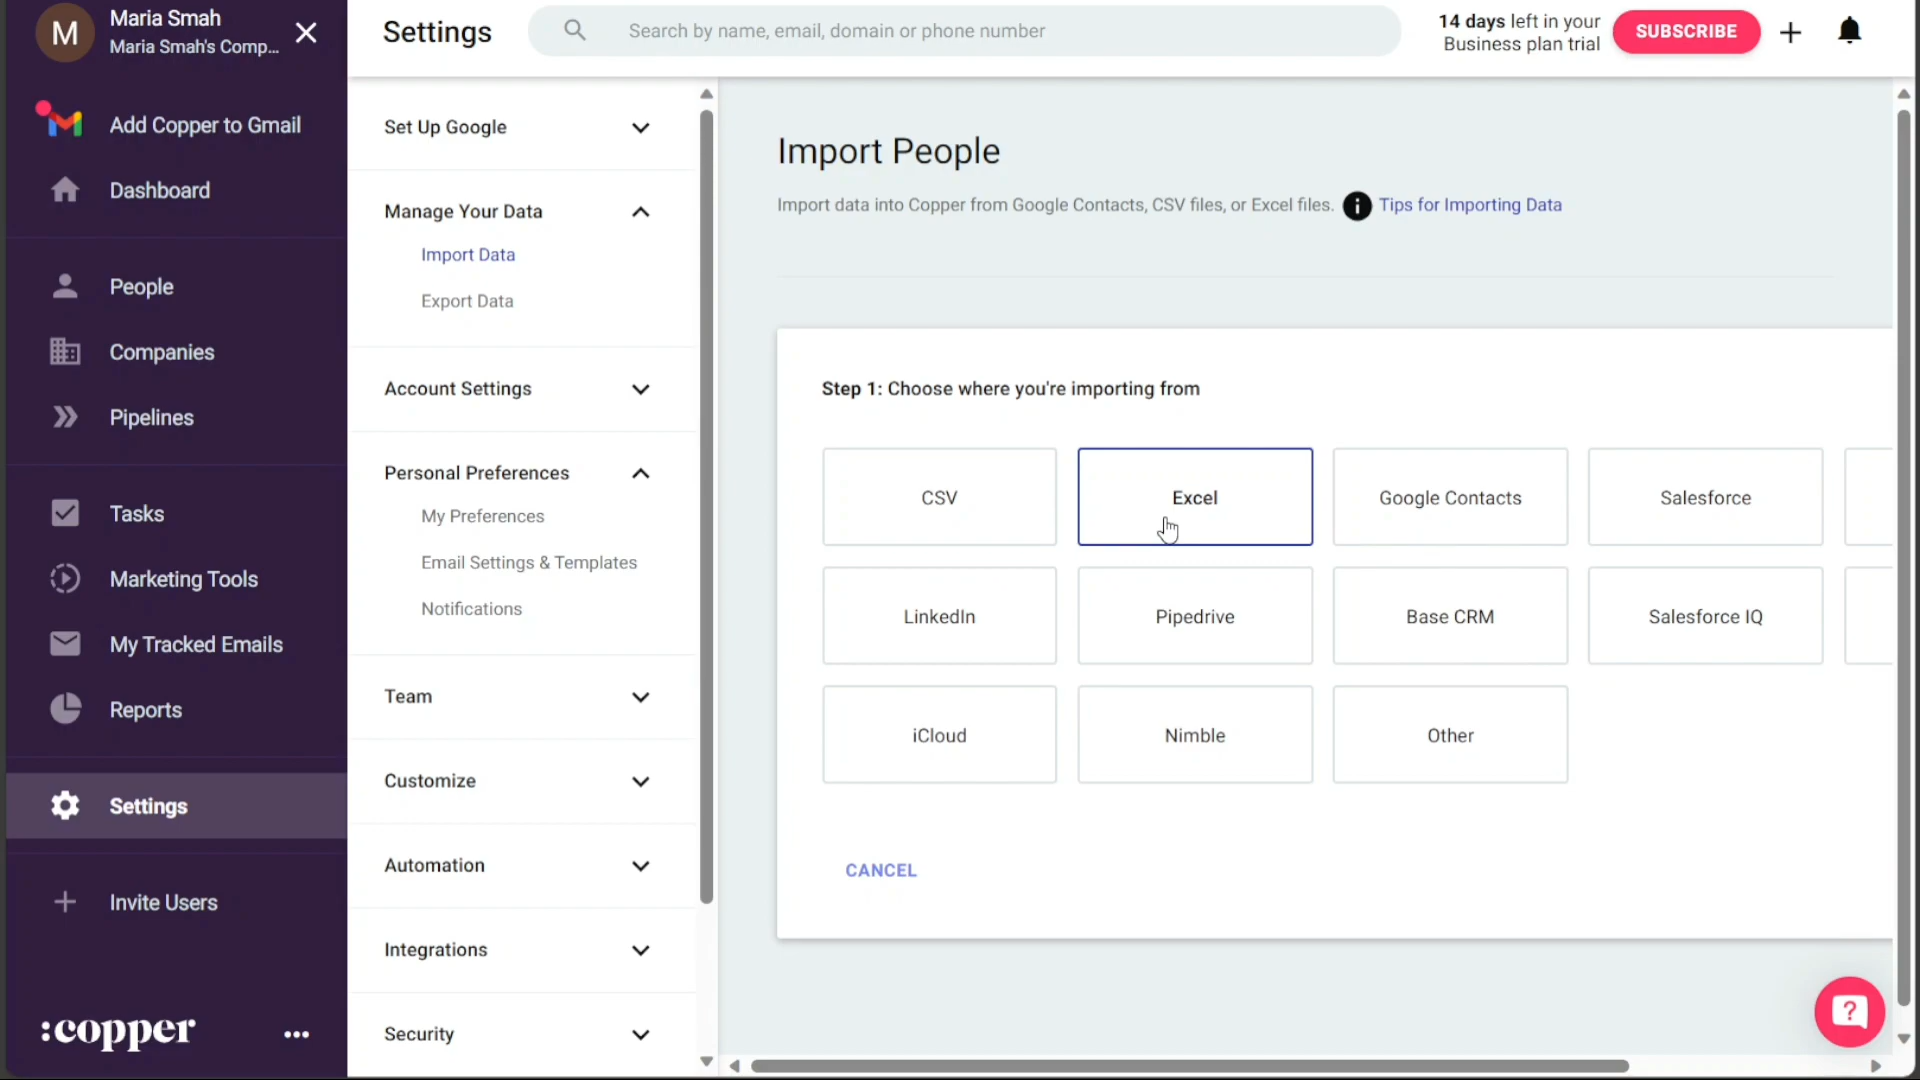 M
Maria Smah
Maria Smah's Comp...
Add Copper to Gmail
Dashboard
People
Companies
Pipelines
Tasks
Marketing Tools
My Tracked Emails
Reports
Settings
Invite Users
:copper
Settings
Search by name, email, domain or phone number
14 days left in your
Business plan trial
SUBSCRIBE
Set Up Google
Manage Your Data
Import Data
Export Data
Account Settings
Personal Preferences
My Preferences
Email Settings & Templates
Notifications
Team
Customize
Automation
Integrations
Security
Import People
Import data into Copper from Google Contacts, CSV files, or Excel files. i Tips for Importing Data
Step 1: Choose where you're importing from
CSV
Excel
Google Contacts
Salesforce
LinkedIn
Pipedrive
Base CRM
Salesforce IQ
iCloud
Nimble
Other
CANCEL
?